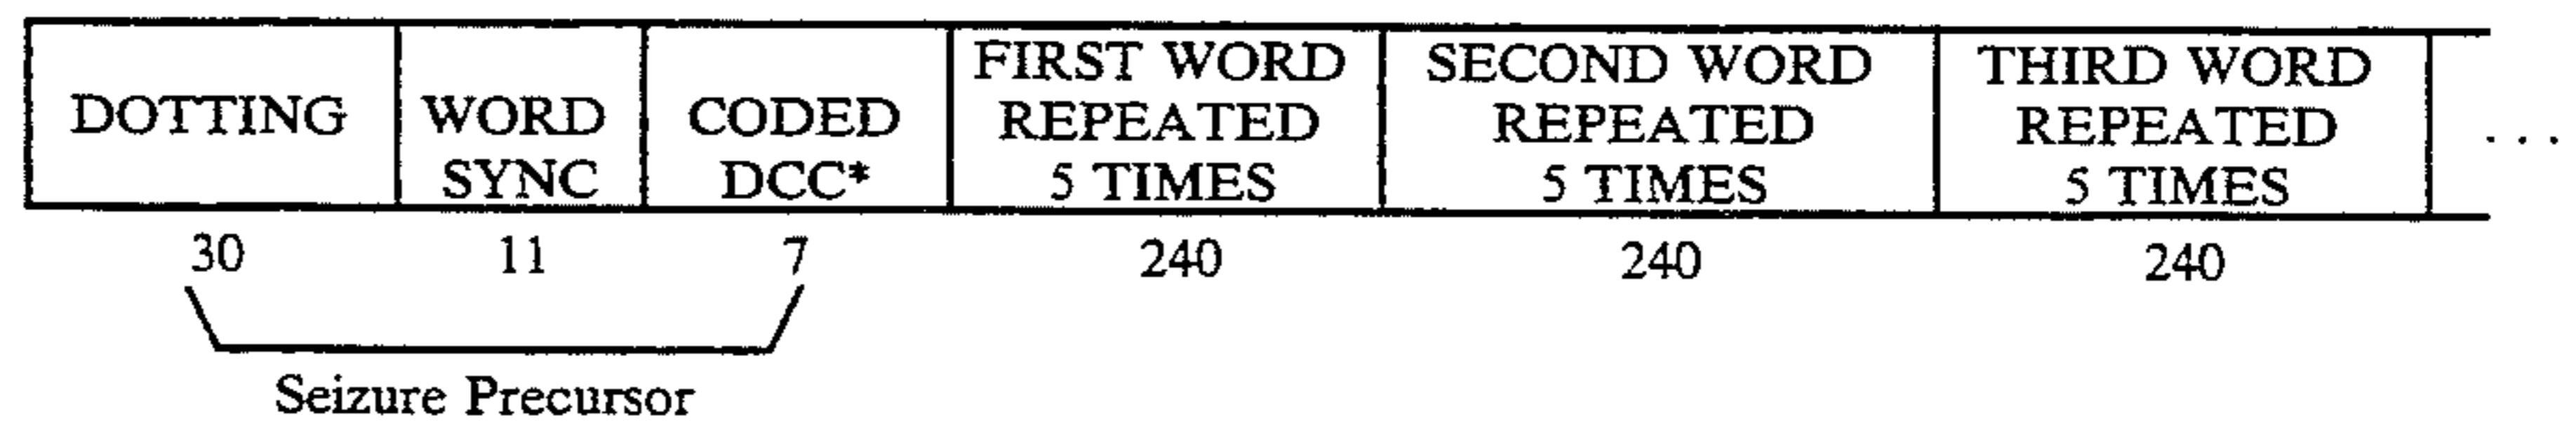 DOTTING
WORD
SYNC
CODED
DCC*
FIRST WORD
REPEATED
5 TIMES
SECOND WORD
REPEATED
5 TIMES
THIRD WORD
REPEATED
5 TIMES
...
30
11
7
240
240
240
Seizure Precursor